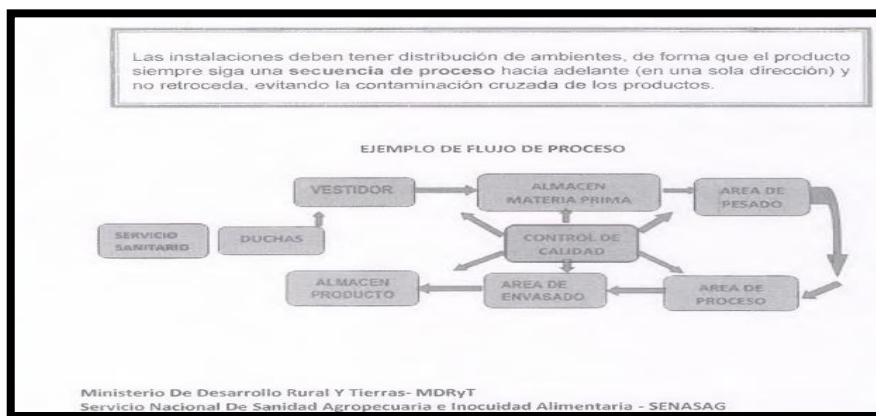 Las instalaciones deben tener distribución de ambientes, de forma que el producto
siempre siga una secuencia de proceso hacia adelante (en una sola dirección) y
no retroceda, evitando la contaminación cruzada de los productos.
EJEMPLO DE FLUJO DE PROCESO
VESTIDOR
ALMACEN
MATERIA PRIMA
AREA DE
PESADO
SERVICIO
SANITARIO
DUCHAS
CONTROL DE
CALIDAD
ALMACEN
PRODUCTO
AREA DE
ENVASADO
AREA DE
PROCESO
Ministerio De Desarrollo Rural Y Tierras- MDRyT
Servicio Nacional De Sanidad Agropecuaria e Inocuidad Alimentaria - SENASAG